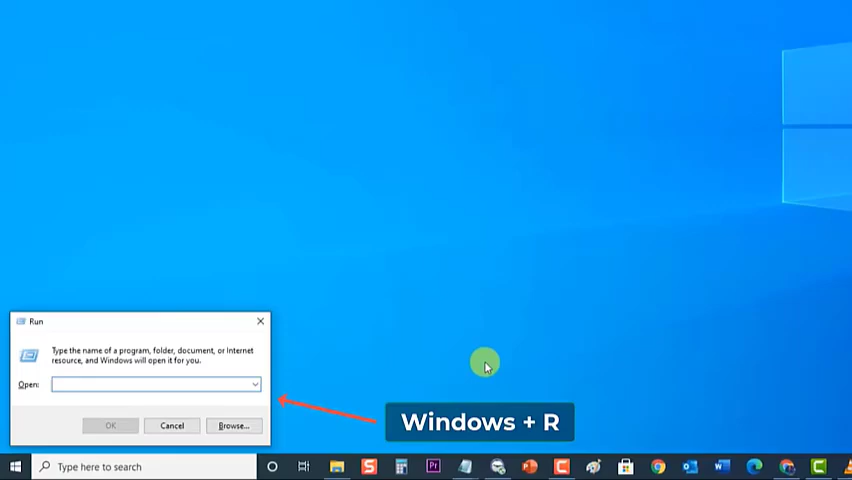 Run
Type the name of a program, folder, document, or Internet
resource, and Windows will open it for you.
Open:
OK
Cancel
Browse...
Windows + R
Type here to search